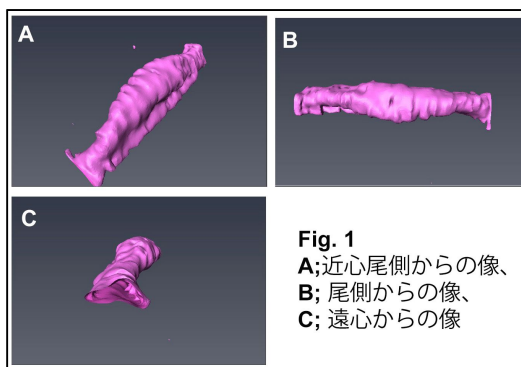 A
B
C
Fig. 1
A;近心尾側からの像、
B; 尾側からの像、
C; 遠心からの像